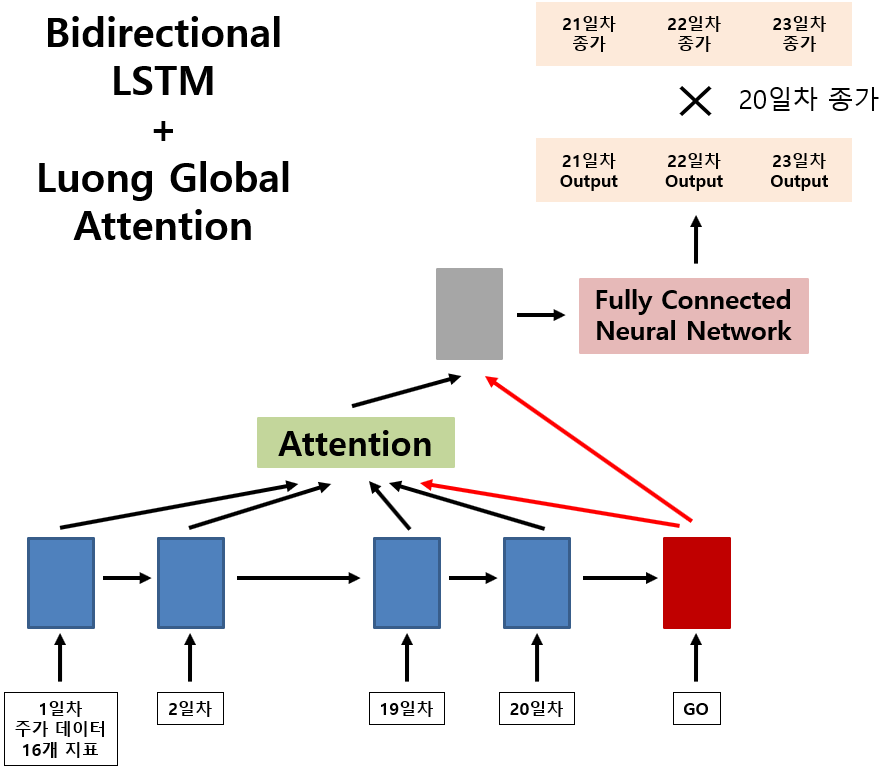 Bidirectional
LSTM
+
Luong Global
Attention
21일차
종가
22일차
종가
23일차
종가
20일차 종가
21일차
Output
22일차
Output
23일차
Output
Fully Connected
Neural Network
Attention
1일차
주가 데이터
16개 지표
2일차
19일차
20일차
GO